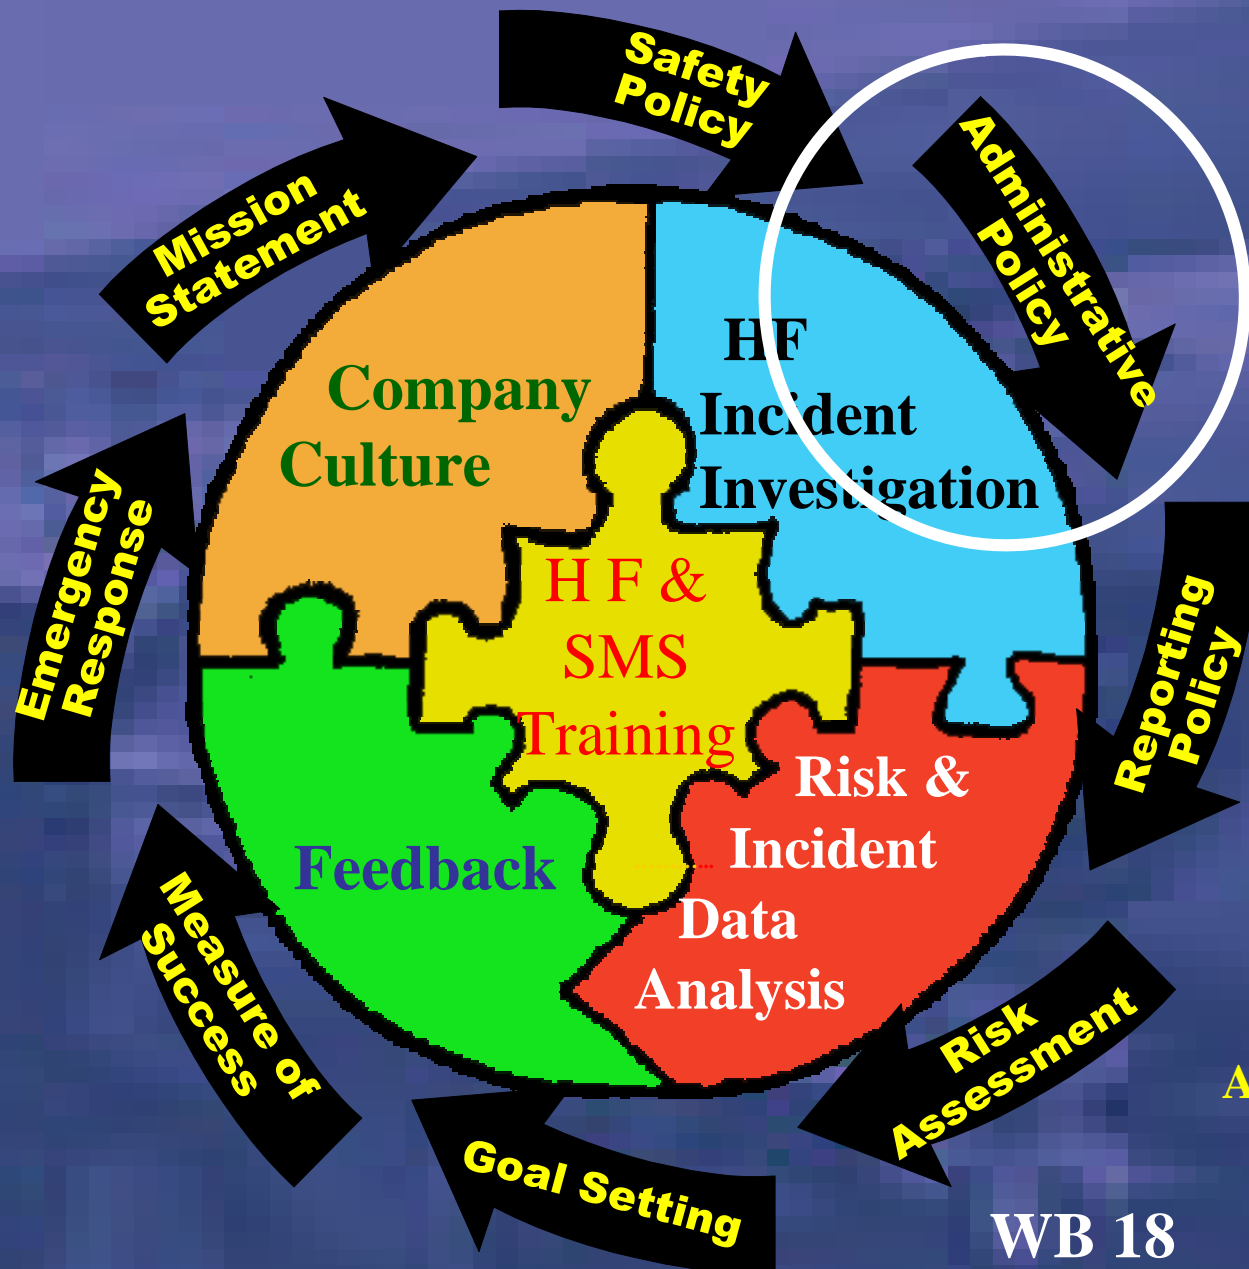 Safety
Policy
Administrative
Policy
Reporting
Policy
Risk
Assessment
Goal Setting
Measure of
Success
Emergency
Response
Mission
Statement
Company
Culture
HF
Incident
Investigation
H F &
SMS
Training
Risk &
Incident
Data
Analysis
Feedback
A
WB 18